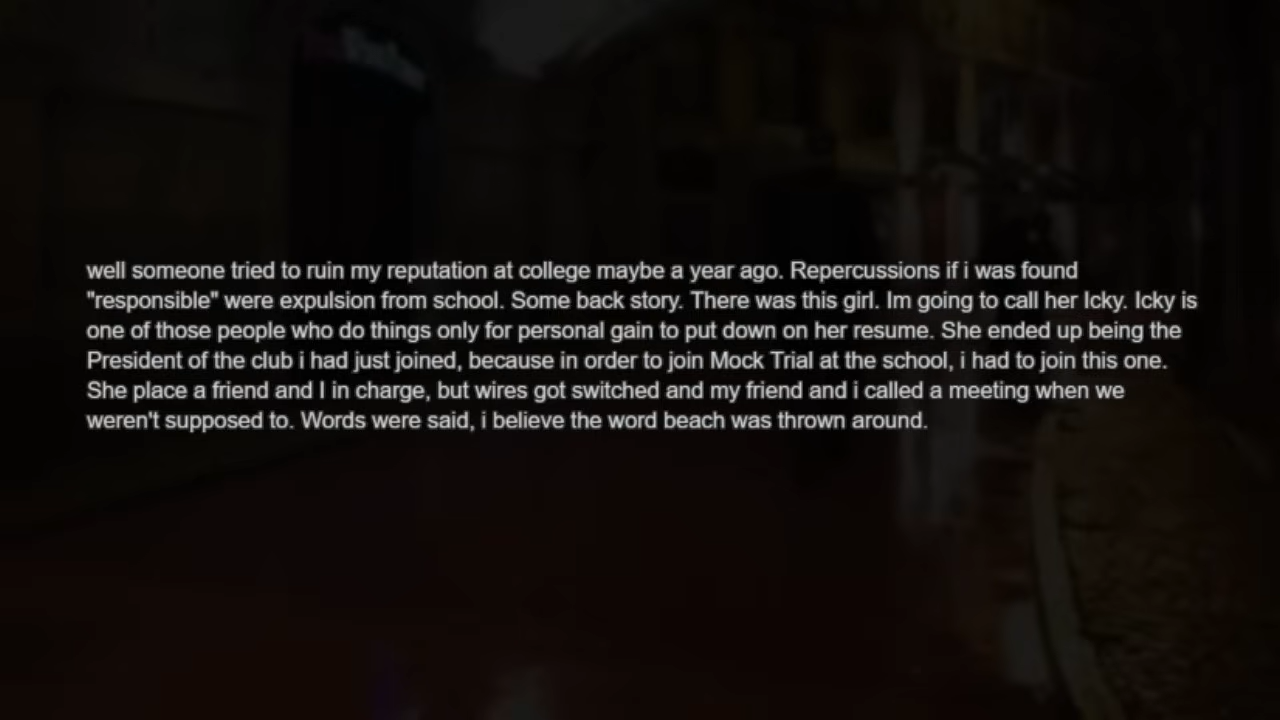 well someone tried to ruin my reputation at college maybe a year ago. Repercussions if i was found
"responsible" were expulsion from school. Some back story. There was this girl. Im going to call her Icky. Icky is
one of those people who do things only for personal gain to put down on her resume. She ended up being the
President of the club i had just joined, because in order to join Mock Trial at the school, i had to join this one.
She place a friend and I in charge, but wires got switched and my friend and i called a meeting when we
weren't supposed to. Words were said, i believe the word beach was thrown around.